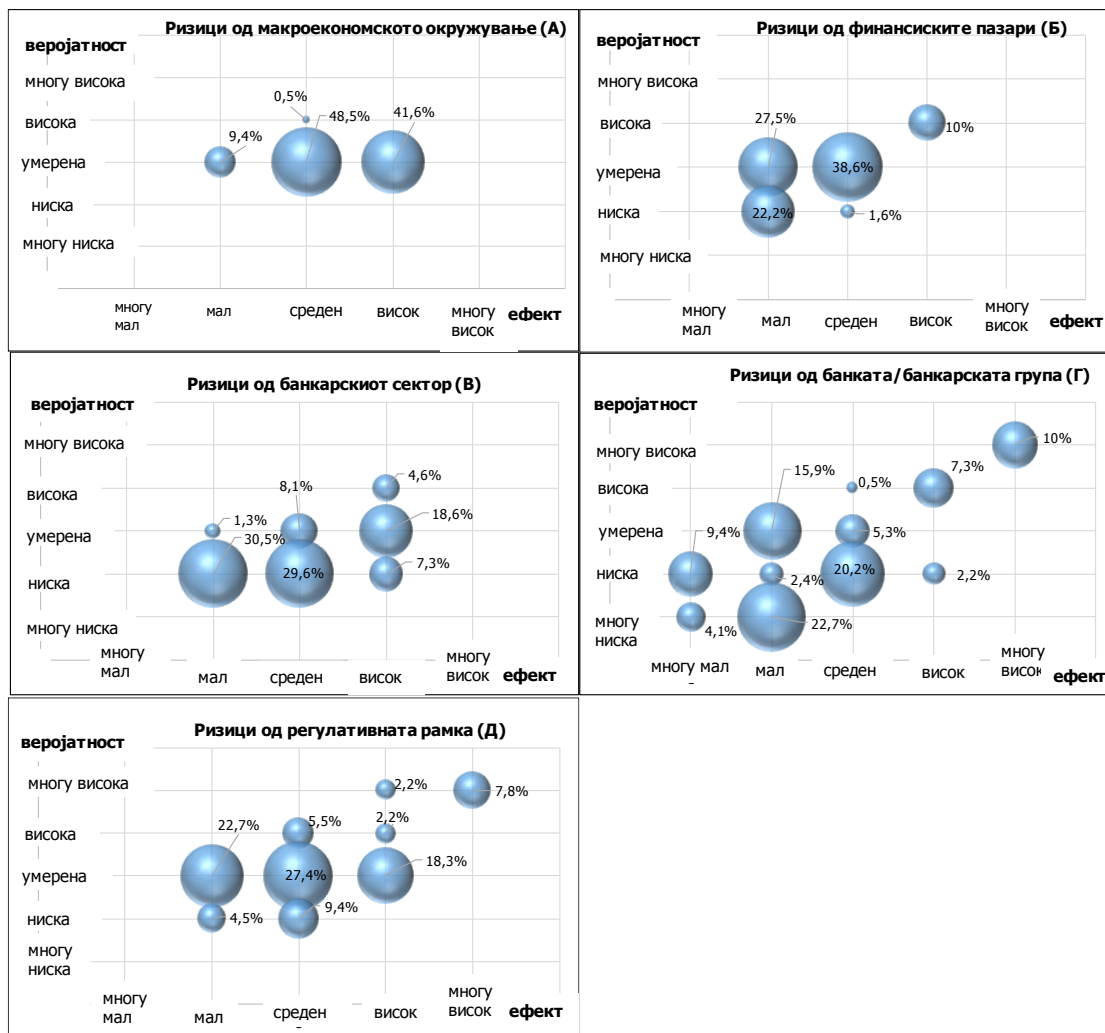 Ризици од макроекономското окружување (А)
веројатност
многу висока
висока
умерена
ниска
многу ниска
0,5%
9,4%
48,5%
41,6%
многу мал
мал
среден
висок
многу висок
ефект
Ризици од финансиските пазари (Б)
веројатност
многу висока
висока
умерена
ниска
многу ниска
27,5%
10%
38,6%
22,2%
1,6%
многу мал
мал
среден
висок
многу висок
ефект
Ризици од банкарскиот сектор (В)
веројатност
многу висока
висока
умерена
ниска
многу ниска
4,6%
8,1%
1,3%
18,6%
30,5%
29,6%
7,3%
многу мал
мал
среден
висок
многу висок
ефект
Ризици од банката/банкарската група (Г)
веројатност
многу висока
висока
умерена
ниска
многу ниска
10%
7,3%
15,9%
0,5%
9,4%
5,3%
20,2%
2,4%
2,2%
4,1%
22,7%
многу мал
мал
среден
висок
многу висок
ефект
Ризици од регулативната рамка (Д)
веројатност
многу висока
висока
умерена
ниска
многу ниска
2,2%
7,8%
22,7%
5,5%
2,2%
27,4%
18,3%
4,5%
9,4%
многу мал
мал
среден
висок
многу висок
ефект